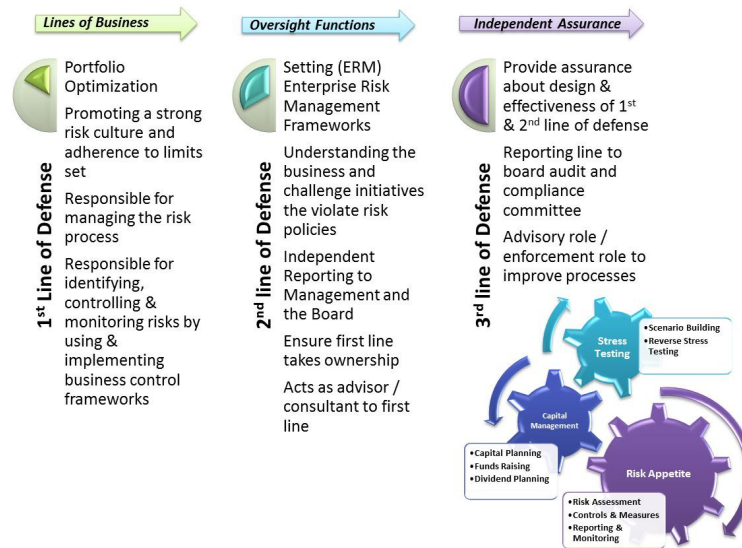 Lines of Business
Oversight Functions
Independent Assurance
1st Line of Defense
Portfolio
Optimization
Promoting a strong
risk culture and
adherence to limits
set
Responsible for
managing the risk
process
Responsible for
identifying,
controlling &
monitoring risks by
using &
implementing
business control
frameworks
2nd line of Defense
Setting (ERM)
Enterprise Risk
Management
Frameworks
Understanding the
business and
challenge initiatives
the violate risk
policies
Independent
Reporting to
Management and
the Board
Ensure first line
takes ownership
Acts as advisor /
consultant to first
line
3rd line of Defense
Provide assurance
about design &
effectiveness of 1st
& 2nd line of defense
Reporting line to
board audit and
compliance
committee
Advisory role /
enforcement role to
improve processes
Stress
Testing
•Scenario Building
•Reverse Stress
Testing
Capital
Management
•Capital Planning
•Funds Raising
•Dividend Planning
Risk Appetite
•Risk Assessment
•Controls & Measures
•Reporting &
Monitoring